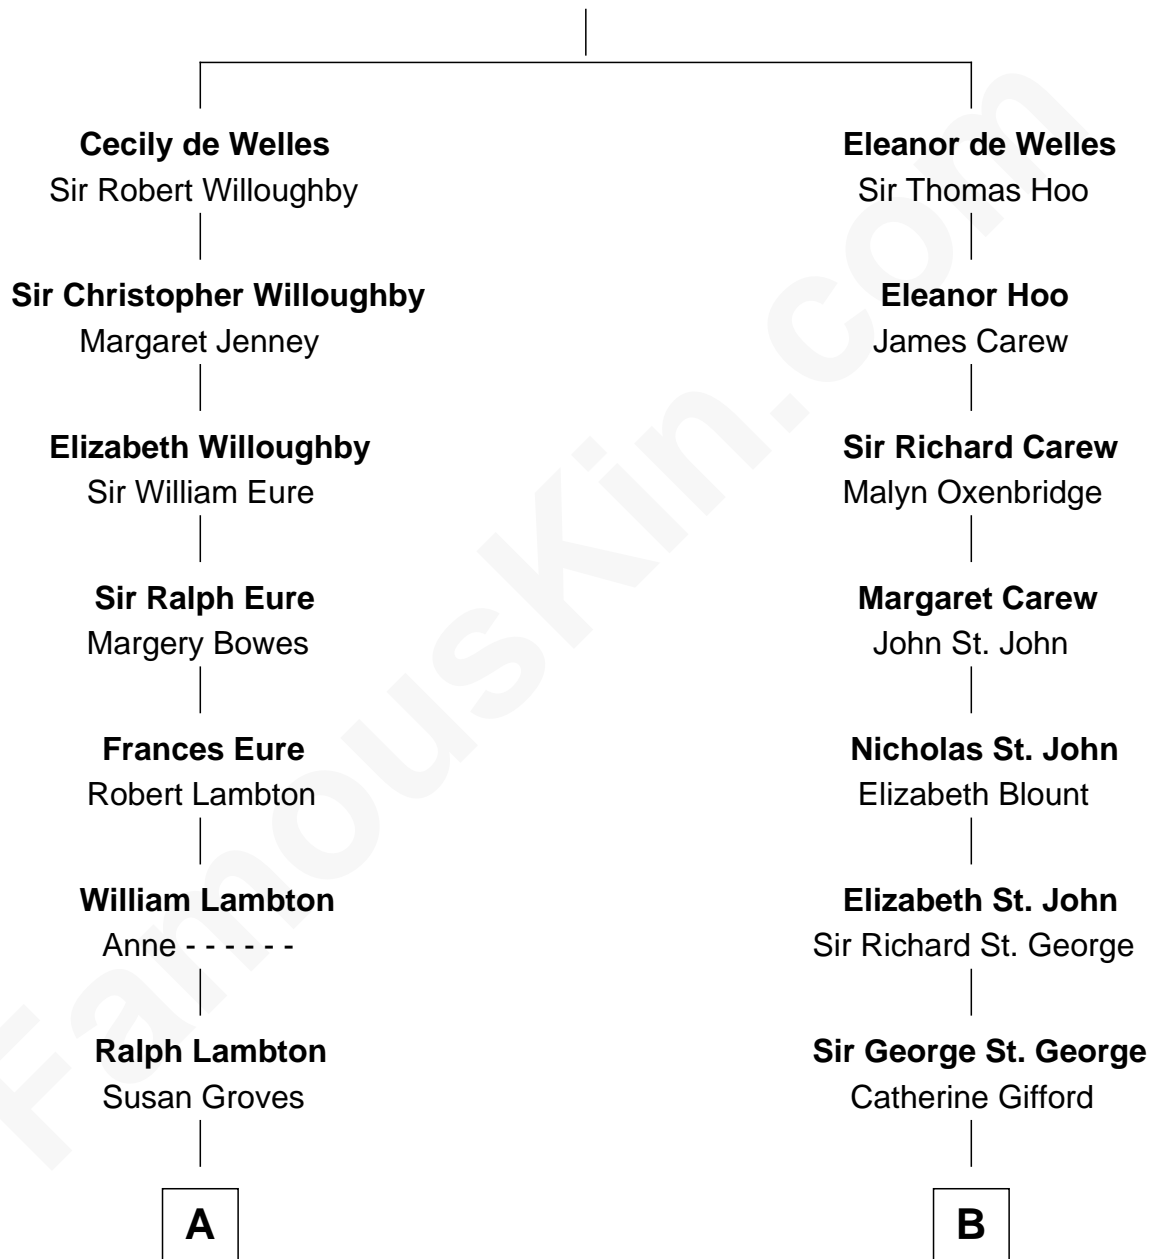 Cecily de Welles
Sir Robert Willoughby
Sir Christopher Willoughby
Margaret Jenney
Elizabeth Willoughby
Sir William Eure
Sir Ralph Eure
Margery Bowes
Frances Eure
Robert Lambton
William Lambton
Anne - - - - - -
Ralph Lambton
Susan Groves
A
Eleanor de Welles
Sir Thomas Hoo
Eleanor Hoo
James Carew
Sir Richard Carew
Malyn Oxenbridge
Margaret Carew
John St. John
Nicholas St. John
Elizabeth Blount
Elizabeth St. John
Sir Richard St. George
Sir George St. George
Catherine Gifford
B
FamousKin.com